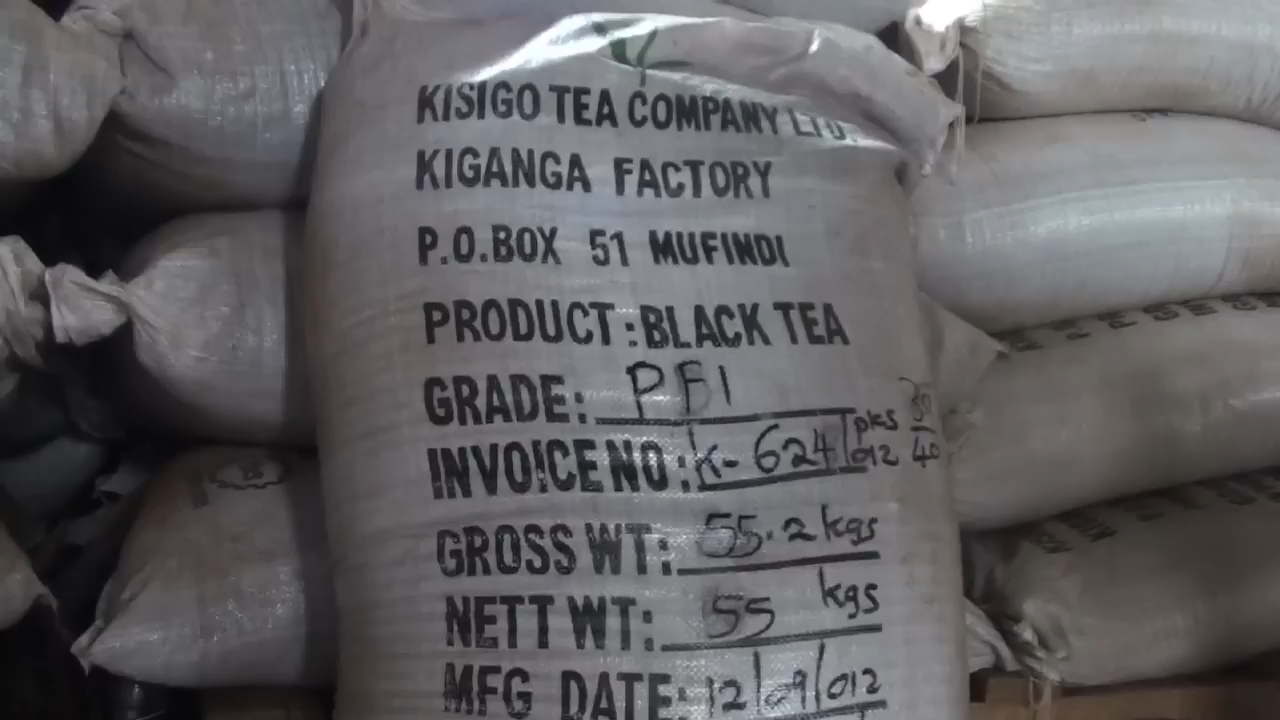 KISIGO TEA COMPANY LTD.
KIGANGA FACTORY
P.O.BOX 51 MUFINDI
PRODUCT:BLACK TEA
GRADE: PF1
INVOICE NO: K-624/012 pks 39/40
GROSS WT: 55.2 kgs
NETT WT: 55 kgs
MFG DATE: 12/09/012